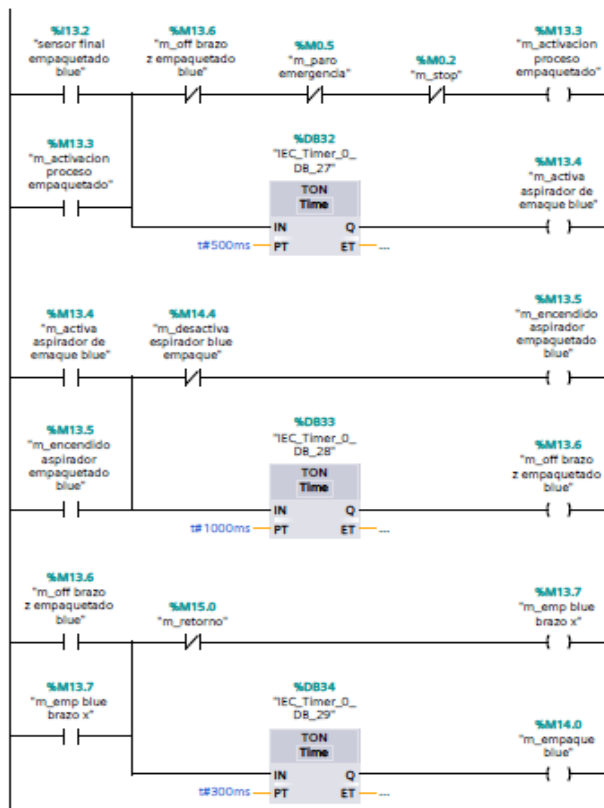 %I13.2
"sensor final
empaquetado
blue"
%M13.6
"m_off brazo
z empaquetado
blue"
%M0.5
"m_paro
emergencia"
%M0.2
"m_stop"
%M13.3
"m_activacion
proceso
empaquetado"
%M13.3
"m_activacion
proceso
empaquetado"
%DB32
"IEC_Timer_0_
DB_27"
TON
Time
IN
Q
t#500ms
PT
ET
...
%M13.4
"m_activa
aspirador de
emaque blue"
%M13.4
"m_activa
aspirador de
emaque blue"
%M14.4
"m_desactiva
espirador blue
empaque"
%M13.5
"m_encendido
aspirador
empaquetado
blue"
%M13.5
"m_encendido
aspirador
empaquetado
blue"
%DB33
"IEC_Timer_0_
DB_28"
TON
Time
IN
Q
t#1000ms
PT
ET
...
%M13.6
"m_off brazo
z empaquetado
blue"
%M13.6
"m_off brazo
z empaquetado
blue"
%M15.0
"m_retorno"
%M13.7
"m_emp blue
brazo x"
%M13.7
"m_emp blue
brazo x"
%DB34
"IEC_Timer_0_
DB_29"
TON
Time
IN
Q
t#300ms
PT
ET
...
%M14.0
"m_empaque
blue"